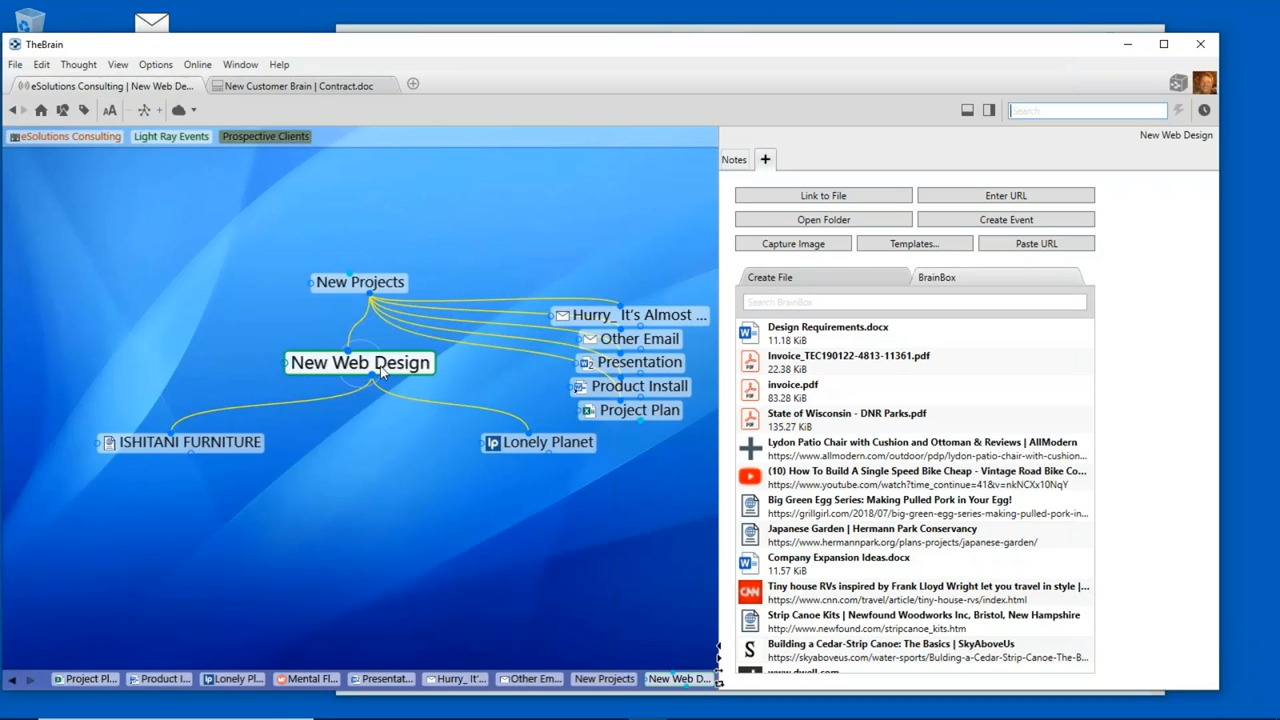 TheBrain
File Edit Thought View Options Online Window Help
eSolutions Consulting | New Web De...
New Customer Brain | Contract.doc
AA
Search
eSolutions Consulting
Light Ray Events
Prospective Clients
New Web Design
Notes
Link to File
Enter URL
Open Folder
Create Event
Capture Image
Templates...
Paste URL
Create File
BrainBox
Search BrainBox
New Projects
Hurry_ It's Almost ...
Other Email
Presentation
Product Install
Project Plan
New Web Design
ISHITANI FURNITURE
lp Lonely Planet
Design Requirements.docx
11.18 KiB
Invoice_TEC190122-4813-11361.pdf
22.38 KiB
invoice.pdf
83.28 KiB
State of Wisconsin - DNR Parks.pdf
135.27 KiB
Lydon Patio Chair with Cushion and Ottoman & Reviews | AllModern
https://www.allmodern.com/outdoor/pdp/lydon-patio-chair-with-cushion...
(10) How To Build A Single Speed Bike Cheap - Vintage Road Bike Co...
https://www.youtube.com/watch?time_continue=41&v=nkNCXx10NqY
Big Green Egg Series: Making Pulled Pork in Your Egg!
https://grillgirl.com/2018/07/big-green-egg-series-making-pulled-pork-in...
Japanese Garden | Hermann Park Conservancy
https://www.hermannpark.org/plans-projects/japanese-garden/
Company Expansion Ideas.docx
11.57 KiB
CNN
Tiny house RVs inspired by Frank Lloyd Wright let you travel in style |...
https://www.cnn.com/travel/article/tiny-house-rvs/index.html
Strip Canoe Kits | Newfound Woodworks Inc, Bristol, New Hampshire
http://www.newfound.com/stripcanoe_kits.htm
S
Building a Cedar-Strip Canoe: The Basics | SkyAboveUs
https://skyaboveus.com/water-sports/Bulding-a-Cedar-Strip-Canoe-The-B...
www.dwell.com
Project Pl...
Product I...
lp Lonely Pl...
Mental Fl...
Presentat...
Hurry_ It'...
Other Em...
New Projects
New Web D...